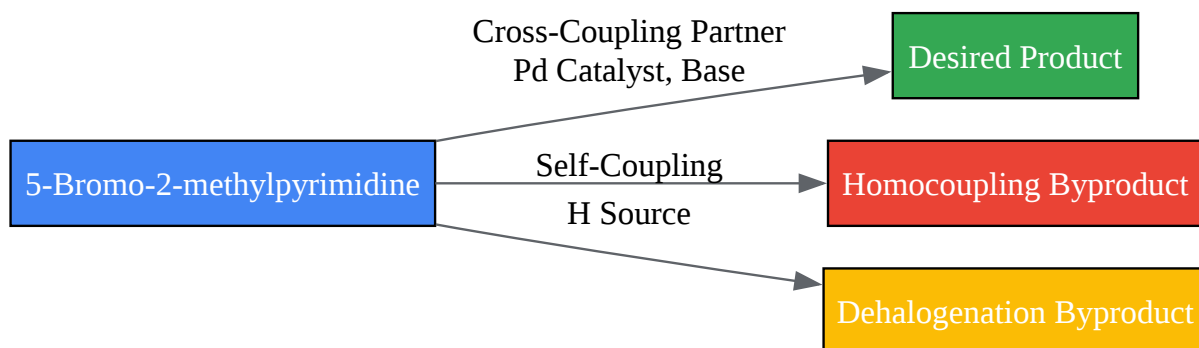 Cross-Coupling Partner
Pd Catalyst, Base
Desired Product
5-Bromo-2-methylpyrimidine
Self-Coupling
Homocoupling Byproduct
H Source
Dehalogenation Byproduct